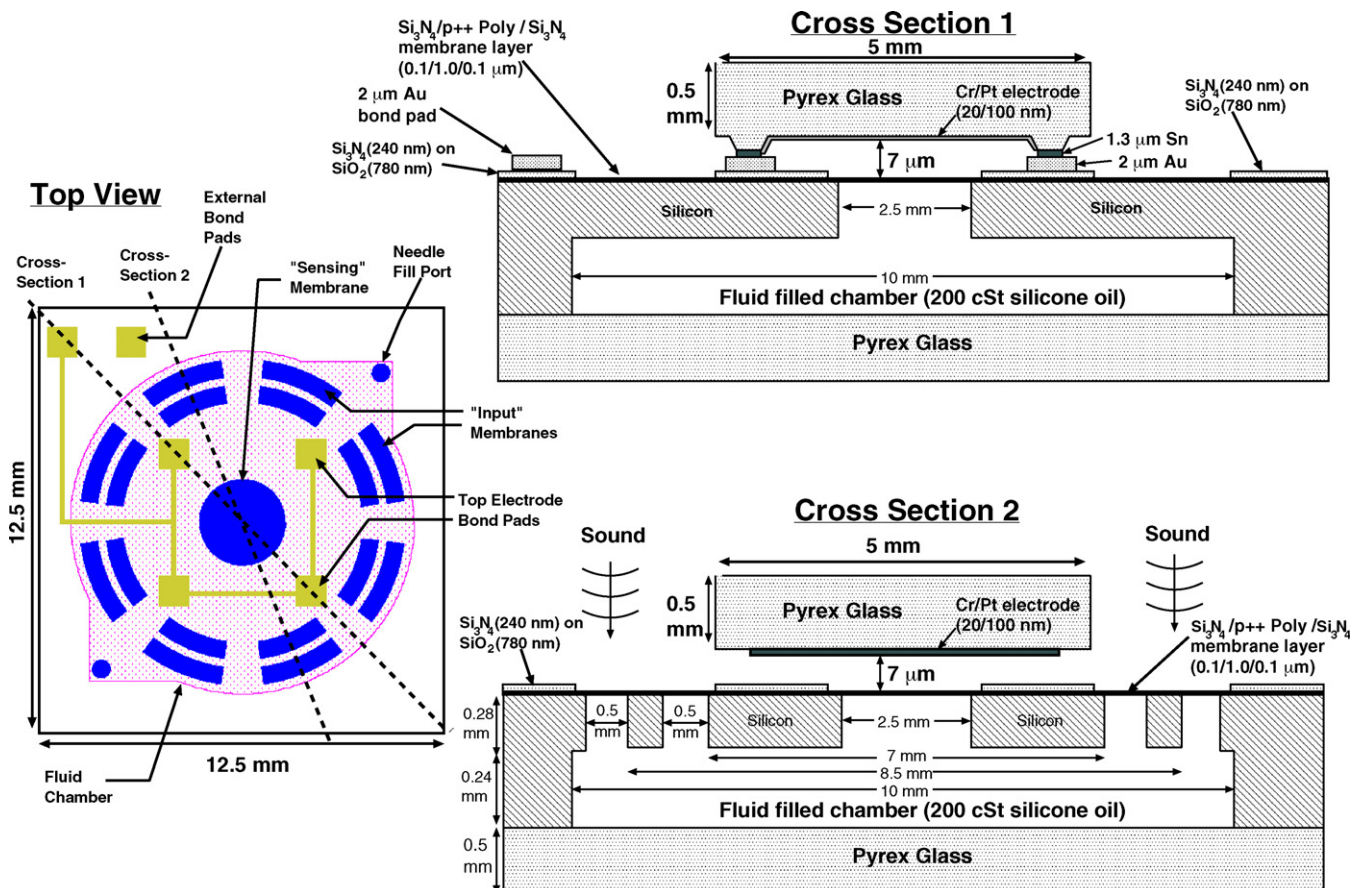 Cross Section 1
5 mm
Si₃N₄/p++ Poly / Si₃N₄
membrane layer
(0.1/1.0/0.1 μm)
2 μm Au
bond pad
Si₃N₄(240 nm) on
SiO₂(780 nm)
0.5
mm
Pyrex Glass
Cr/Pt electrode
(20/100 nm)
Si₃N₄(240 nm) on
SiO₂(780 nm)
1.3 μm Sn
2 μm Au
7 μm
Silicon
2.5 mm
Silicon
10 mm
Fluid filled chamber (200 cSt silicone oil)
Pyrex Glass
Top View
External
Bond
Pads
Cross-
Section 1
Cross-
Section 2
"Sensing"
Membrane
Needle
Fill Port
"Input"
Membranes
Top Electrode
Bond Pads
12.5 mm
12.5 mm
Fluid
Chamber
Cross Section 2
Sound
5 mm
Sound
0.5
mm
Pyrex Glass
Cr/Pt electrode
(20/100 nm)
Si₃N₄(240 nm) on
SiO₂(780 nm)
Si₃N₄ /p++ Poly /Si₃N₄
membrane layer
(0.1/1.0/0.1 μm)
7 μm
0.28
mm
0.5
mm
0.5
mm
Silicon
2.5 mm
Silicon
7 mm
8.5 mm
0.24
mm
10 mm
Fluid filled chamber (200 cSt silicone oil)
0.5
mm
Pyrex Glass